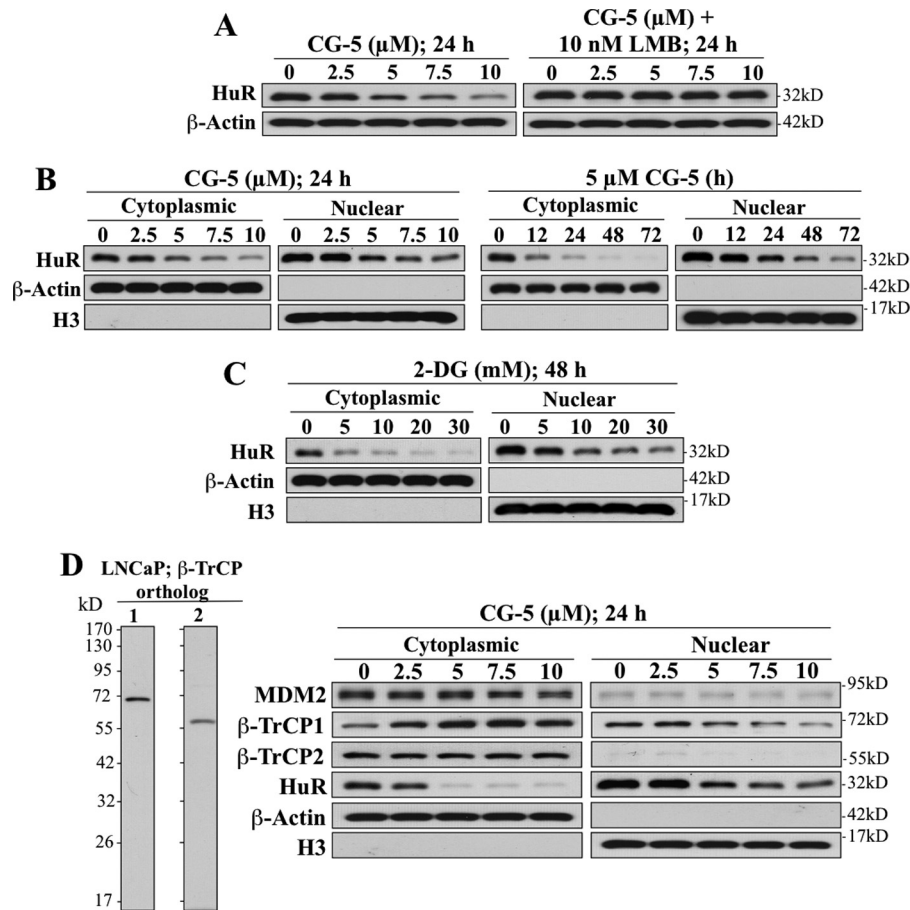 A
CG-5 (µM); 24 h
CG-5 (µM) +
10 nM LMB; 24 h
0 2.5 5 7.5 10 0 2.5 5 7.5 10
HuR -32kD
β-Actin -42kD
B
CG-5 (µM); 24 h 5 µM CG-5 (h)
Cytoplasmic Nuclear Cytoplasmic Nuclear
0 2.5 5 7.5 10 0 2.5 5 7.5 10 0 12 24 48 72 0 12 24 48 72
HuR -32kD
β-Actin -42kD
H3 -17kD
C
2-DG (mM); 48 h
Cytoplasmic Nuclear
0 5 10 20 30 0 5 10 20 30
HuR -32kD
β-Actin -42kD
H3 -17kD
D
LNCaP; β-TrCP
ortholog
kD 1 2
170
130
95
72
55
42
32
26
17
CG-5 (µM); 24 h
Cytoplasmic Nuclear
0 2.5 5 7.5 10 0 2.5 5 7.5 10
MDM2 -95kD
β-TrCP1 -72kD
β-TrCP2 -55kD
HuR -32kD
β-Actin -42kD
H3 -17kD